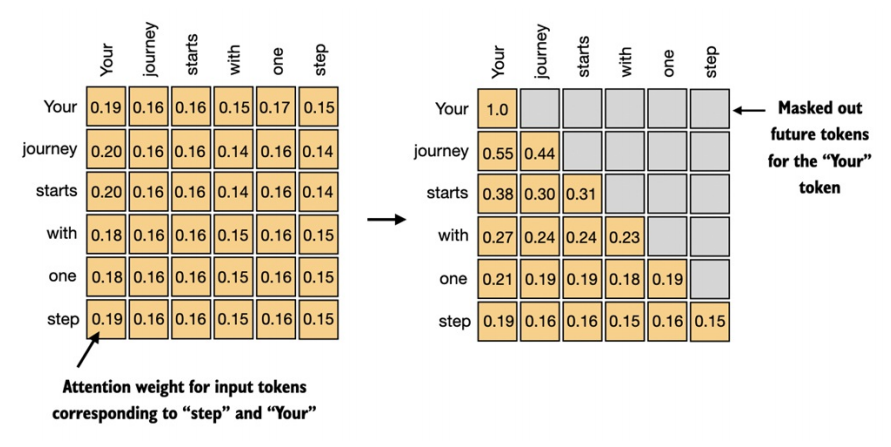 Your journey starts with one step
Your 0.19 0.16 0.16 0.15 0.17 0.15
journey 0.20 0.16 0.16 0.14 0.16 0.14
starts 0.20 0.16 0.16 0.14 0.16 0.14
with 0.18 0.16 0.16 0.15 0.16 0.15
one 0.18 0.16 0.16 0.15 0.16 0.15
step 0.19 0.16 0.16 0.15 0.16 0.15
Attention weight for input tokens
corresponding to “step” and “Your”
Your journey starts with one step
Your 1.0
journey 0.55 0.44
starts 0.38 0.30 0.31
with 0.27 0.24 0.24 0.23
one 0.21 0.19 0.19 0.18 0.19
step 0.19 0.16 0.16 0.15 0.16 0.15
Masked out
future tokens
for the “Your”
token